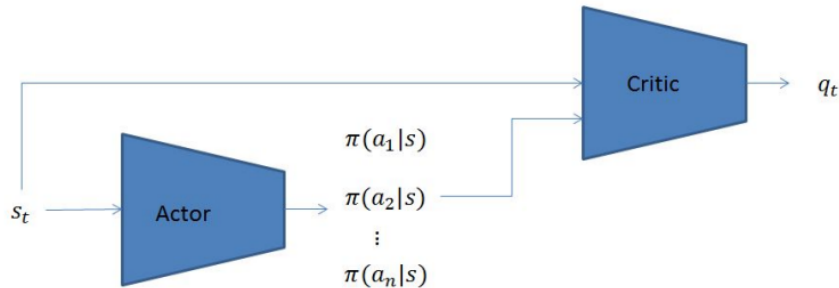 Critic
q_t
π(a_1|s)
s_t
Actor
π(a_2|s)
⋮
π(a_n|s)